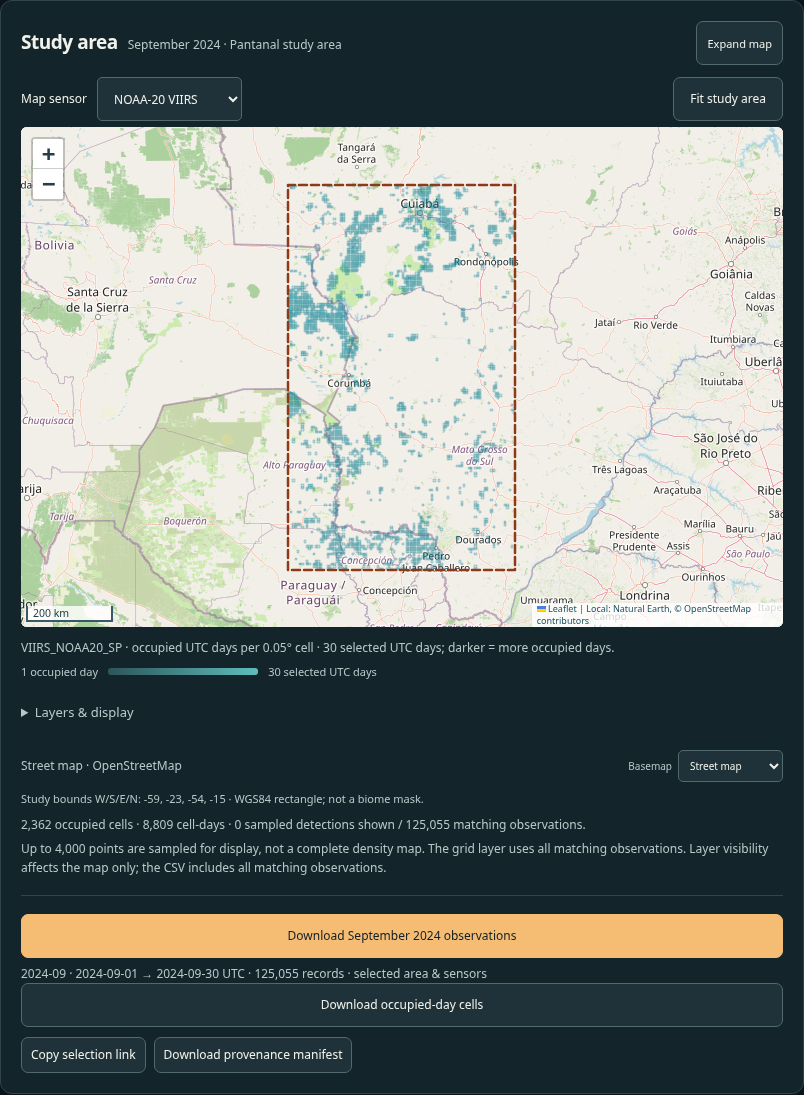 Study area September 2024 · Pantanal study area
Expand map
Map sensor NOAA-20 VIIRS
Fit study area
+
−
Tangará
da Serra
Cuiabá
Bolivia
Goiás
Anápolis
Rondonópolis
Goiânia
Santa Cruz
Santa Cruz
de la Sierra
Caldas
Novas
Jataí
Rio Verde
Itumbiara
Uberlâ
Corumbá
Ituiutaba
Chuquisaca
Mato Grosso
do Sul
São José do
Rio Preto
Alto Paraguay
Três Lagoas
Araçatuba
Ribe
arija
Tarija
Boquerón
Marília
Bauru
Jaú
Presidente
Prudente
Assis
São Paulo
Dourados
Pedro
Juan Caballero
Concepción
Ourinhos
Paraguay /
Paraguái
Concepción
Londrina
Umuarama
200 km
Leaflet | Local: Natural Earth, © OpenStreetMap
contributors
VIIRS_NOAA20_SP · occupied UTC days per 0.05° cell · 30 selected UTC days; darker = more occupied days.
1 occupied day 30 selected UTC days
▶ Layers & display
Street map · OpenStreetMap
Basemap Street map
Study bounds W/S/E/N: -59, -23, -54, -15 · WGS84 rectangle; not a biome mask.
2,362 occupied cells · 8,809 cell-days · 0 sampled detections shown / 125,055 matching observations.
Up to 4,000 points are sampled for display, not a complete density map. The grid layer uses all matching observations. Layer visibility
affects the map only; the CSV includes all matching observations.
Download September 2024 observations
2024-09 · 2024-09-01 → 2024-09-30 UTC · 125,055 records · selected area & sensors
Download occupied-day cells
Copy selection link
Download provenance manifest